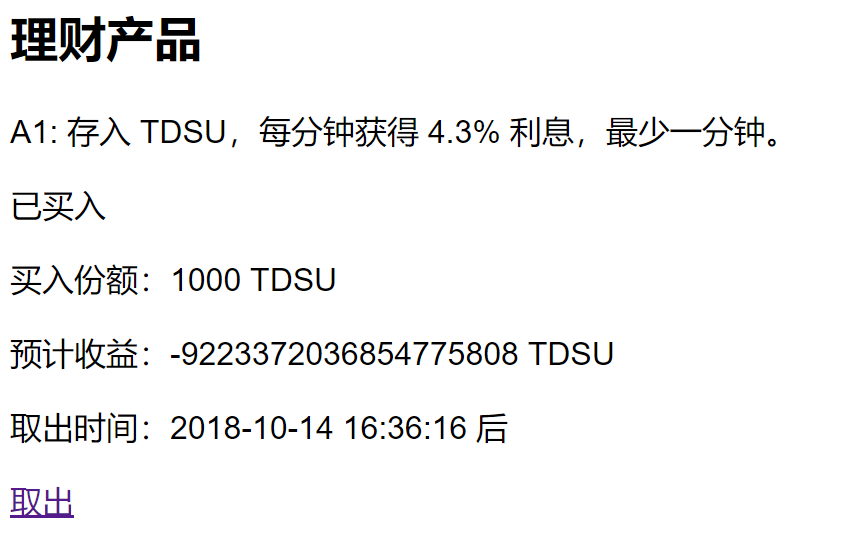 理财产品
A1: 存入 TDSU，每分钟获得 4.3% 利息，最少一分钟。
已买入
买入份额：1000 TDSU
预计收益：-9223372036854775808 TDSU
取出时间：2018-10-14 16:36:16 后
取出